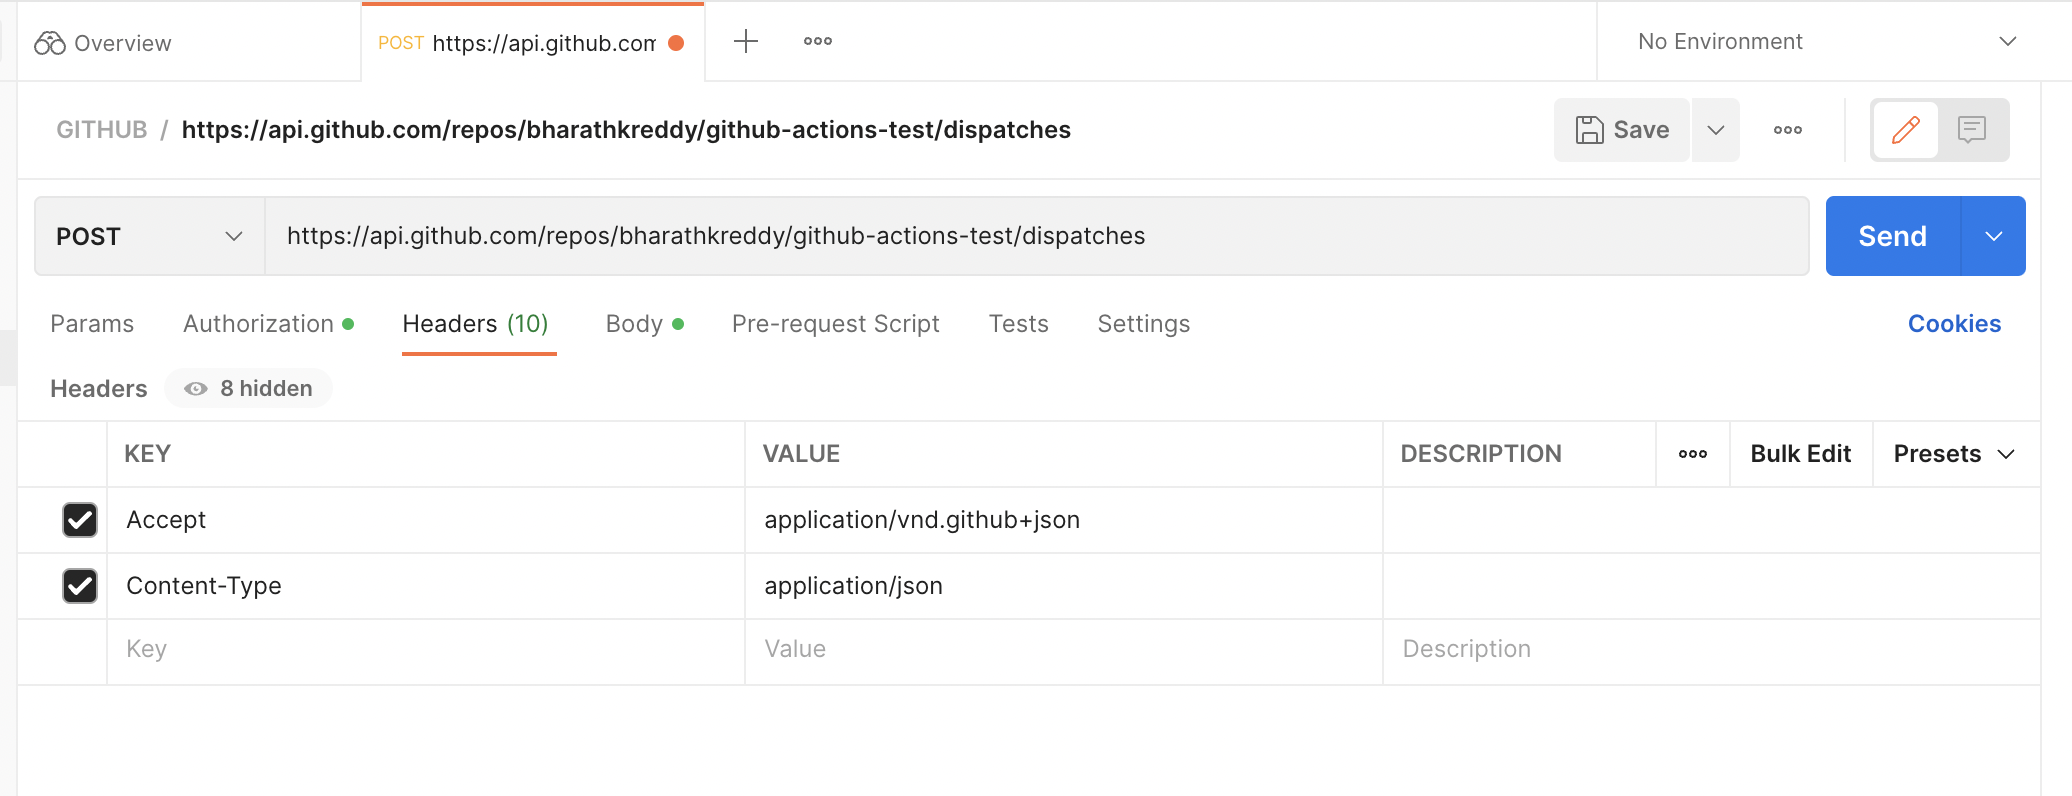 Overview
POST https://api.github.com
No Environment
GITHUB / https://api.github.com/repos/bharathkreddy/github-actions-test/dispatches
Save
POST https://api.github.com/repos/bharathkreddy/github-actions-test/dispatches
Send
Params Authorization Headers (10) Body Pre-request Script Tests Settings Cookies
Headers 8 hidden
KEY VALUE DESCRIPTION Bulk Edit Presets
Accept application/vnd.github+json
Content-Type application/json
Key Value Description